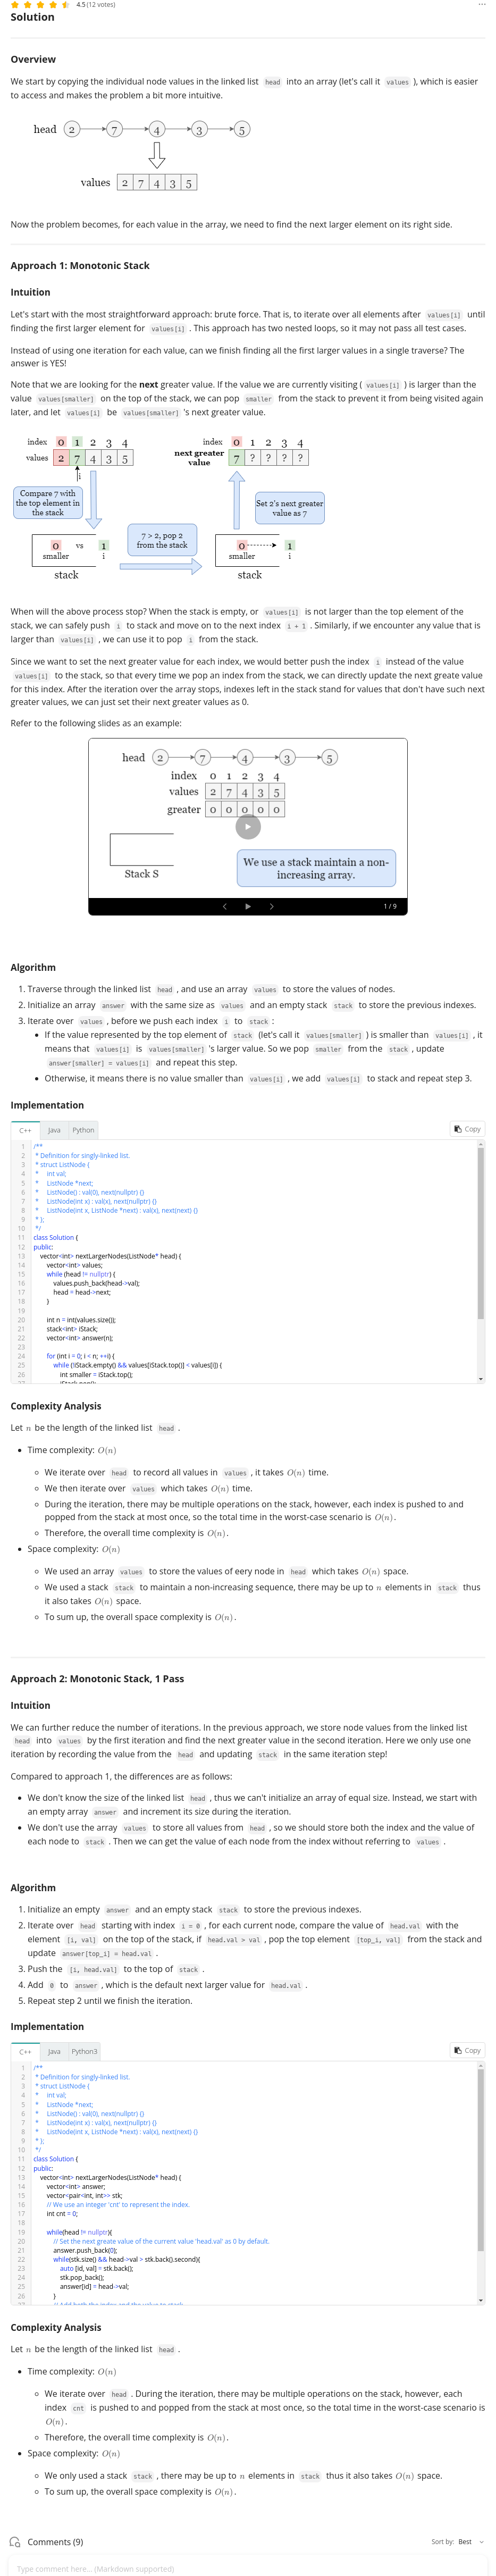 4.5 (12 votes)
Solution
Overview
We start by copying the individual node values in the linked list head into an array (let's call it values ), which is easier
to access and makes the problem a bit more intuitive.
head 2 7 4 3 5
values 2 7 4 3 5
Now the problem becomes, for each value in the array, we need to find the next larger element on its right side.
Approach 1: Monotonic Stack
Intuition
Let's start with the most straightforward approach: brute force. That is, to iterate over all elements after values[i] until
finding the first larger element for values[i] . This approach has two nested loops, so it may not pass all test cases.
Instead of using one iteration for each value, can we finish finding all the first larger values in a single traverse? The
answer is YES!
Note that we are looking for the next greater value. If the value we are currently visiting ( values[i] ) is larger than the
value values[smaller] on the top of the stack, we can pop smaller from the stack to prevent it from being visited again
later, and let values[i] be values[smaller] 's next greater value.
index 0 1 2 3 4
values 2 7 4 3 5
i
Compare 7 with
the top element in
the stack
0 vs 1
smaller i
stack
7 > 2, pop 2
from the stack
index 0 1 2 3 4
next greater
value 7 ? ? ? ?
Set 2's next greater
value as 7
0 1
smaller i
stack
When will the above process stop? When the stack is empty, or values[i] is not larger than the top element of the
stack, we can safely push i to stack and move on to the next index i + 1 . Similarly, if we encounter any value that is
larger than values[i] , we can use it to pop i from the stack.
Since we want to set the next greater value for each index, we would better push the index i instead of the value
values[i] to the stack, so that every time we pop an index from the stack, we can directly update the next greate value
for this index. After the iteration over the array stops, indexes left in the stack stand for values that don't have such next
greater values, we can just set their next greater values as 0.
Refer to the following slides as an example:
head 2 7 4 3 5
index 0 1 2 3 4
values 2 7 4 3 5
greater 0 0 0 0 0
Stack S
We use a stack maintain a non-
increasing array.
1 / 9
Algorithm
1. Traverse through the linked list head , and use an array values to store the values of nodes.
2. Initialize an array answer with the same size as values and an empty stack stack to store the previous indexes.
3. Iterate over values , before we push each index i to stack :
• If the value represented by the top element of stack (let's call it values[smaller] ) is smaller than values[i] , it
means that values[i] is values[smaller] 's larger value. So we pop smaller from the stack , update
answer[smaller] = values[i] and repeat this step.
• Otherwise, it means there is no value smaller than values[i] , we add values[i] to stack and repeat step 3.
Implementation
C++ Java Python Copy
1 /**
2 * Definition for singly-linked list.
3 * struct ListNode {
4 * int val;
5 * ListNode *next;
6 * ListNode() : val(0), next(nullptr) {}
7 * ListNode(int x) : val(x), next(nullptr) {}
8 * ListNode(int x, ListNode *next) : val(x), next(next) {}
9 * };
10 */
11 class Solution {
12 public:
13 vector<int> nextLargerNodes(ListNode* head) {
14 vector<int> values;
15 while (head != nullptr) {
16 values.push_back(head->val);
17 head = head->next;
18 }
19
20 int n = int(values.size());
21 stack<int> iStack;
22 vector<int> answer(n);
23
24 for (int i = 0; i < n; ++i) {
25 while (!iStack.empty() && values[iStack.top()] < values[i]) {
26 int smaller = iStack.top();
Complexity Analysis
Let n be the length of the linked list head .
• Time complexity: O(n)
◦ We iterate over head to record all values in values , it takes O(n) time.
◦ We then iterate over values which takes O(n) time.
◦ During the iteration, there may be multiple operations on the stack, however, each index is pushed to and
popped from the stack at most once, so the total time in the worst-case scenario is O(n).
◦ Therefore, the overall time complexity is O(n).
• Space complexity: O(n)
◦ We used an array values to store the values of eery node in head which takes O(n) space.
◦ We used a stack stack to maintain a non-increasing sequence, there may be up to n elements in stack thus
it also takes O(n) space.
◦ To sum up, the overall space complexity is O(n).
Approach 2: Monotonic Stack, 1 Pass
Intuition
We can further reduce the number of iterations. In the previous approach, we store node values from the linked list
head into values by the first iteration and find the next greater value in the second iteration. Here we only use one
iteration by recording the value from the head and updating stack in the same iteration step!
Compared to approach 1, the differences are as follows:
• We don't know the size of the linked list head , thus we can't initialize an array of equal size. Instead, we start with
an empty array answer and increment its size during the iteration.
• We don't use the array values to store all values from head , so we should store both the index and the value of
each node to stack . Then we can get the value of each node from the index without referring to values .
Algorithm
1. Initialize an empty answer and an empty stack stack to store the previous indexes.
2. Iterate over head starting with index i = 0 , for each current node, compare the value of head.val with the
element [i, val] on the top of the stack, if head.val > val , pop the top element [top_i, val] from the stack and
update answer[top_i] = head.val .
3. Push the [i, head.val] to the top of stack .
4. Add 0 to answer , which is the default next larger value for head.val .
5. Repeat step 2 until we finish the iteration.
Implementation
C++ Java Python3 Copy
1 /**
2 * Definition for singly-linked list.
3 * struct ListNode {
4 * int val;
5 * ListNode *next;
6 * ListNode() : val(0), next(nullptr) {}
7 * ListNode(int x) : val(x), next(nullptr) {}
8 * ListNode(int x, ListNode *next) : val(x), next(next) {}
9 * };
10 */
11 class Solution {
12 public:
13 vector<int> nextLargerNodes(ListNode* head) {
14 vector<int> answer;
15 vector<pair<int, int>> stk;
16 // We use an integer 'cnt' to represent the index.
17 int cnt = 0;
18
19 while(head != nullptr){
20 // Set the next greate value of the current value 'head.val' as 0 by default.
21 answer.push_back(0);
22 while(stk.size() && head->val > stk.back().second){
23 auto [id, val] = stk.back();
24 stk.pop_back();
25 answer[id] = head->val;
26 }
Complexity Analysis
Let n be the length of the linked list head .
• Time complexity: O(n)
◦ We iterate over head . During the iteration, there may be multiple operations on the stack, however, each
index cnt is pushed to and popped from the stack at most once, so the total time in the worst-case scenario is
O(n).
◦ Therefore, the overall time complexity is O(n).
• Space complexity: O(n)
◦ We only used a stack stack , there may be up to n elements in stack thus it also takes O(n) space.
◦ To sum up, the overall space complexity is O(n).
Comments (9) Sort by: Best
Type comment here... (Markdown supported)